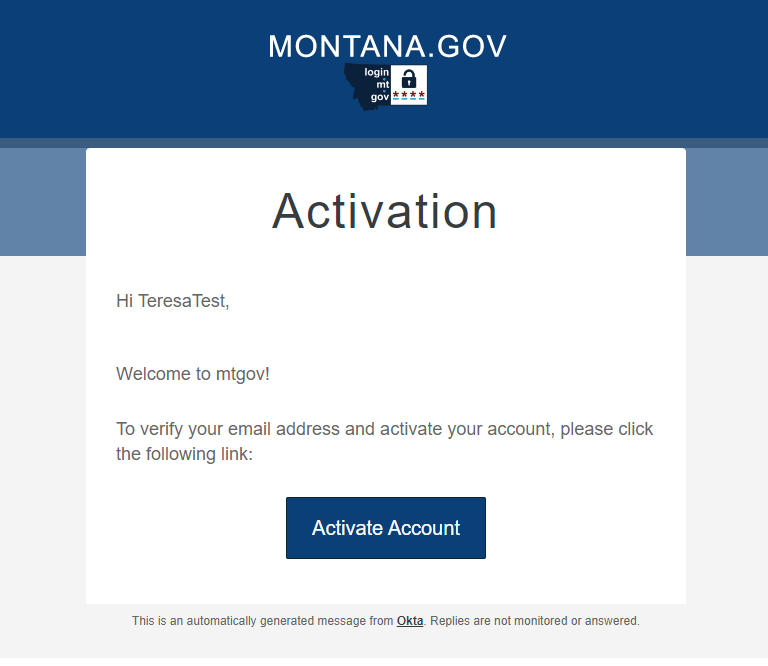 MONTANA.GOV
login
mt
gov
****
Activation
Hi TeresaTest,
Welcome to mtgov!
To verify your email address and activate your account, please click
the following link:
Activate Account
This is an automatically generated message from Okta. Replies are not monitored or answered.